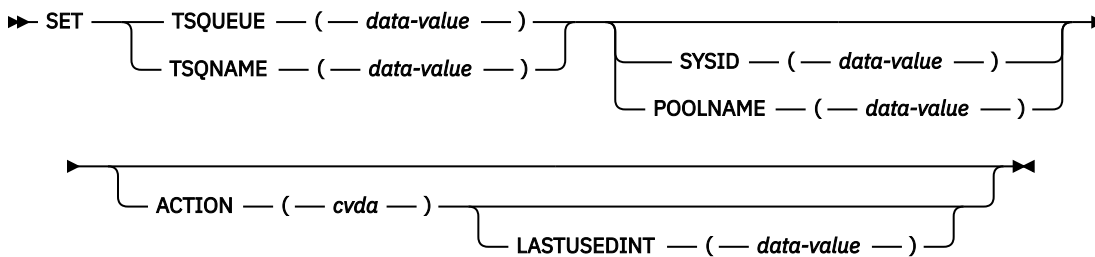 SET TSQUEUE ( data-value )
TSQNAME ( data-value )
SYSID ( data-value )
POOLNAME ( data-value )
ACTION ( cvda )
LASTUSEDINT ( data-value )